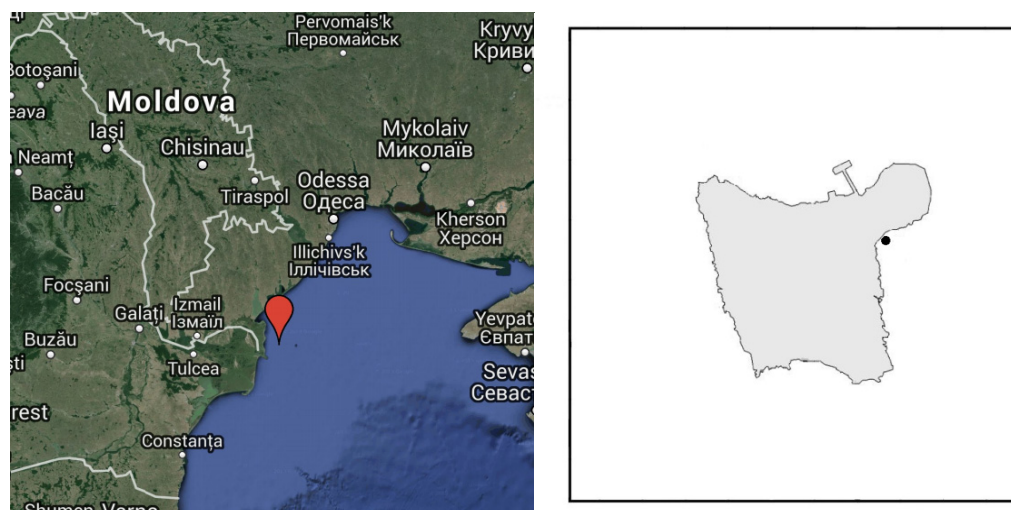 Pervomais'k
Первомайськ
Kryvy
Криви
Botoşani
eava
Moldova
Iaşi
Chisinau
Mykolaiv
Миколаїв
Neamţ
Bacău
Tiraspol
Odessa
Одеса
Kherson
Херсон
Illichivs'k
Іллічівськ
Focşani
Galaţi
Izmail
Ізмаїл
Buzău
Tulcea
Yevpat
Євпат
Sevas
Севаст
rest
Constanţa